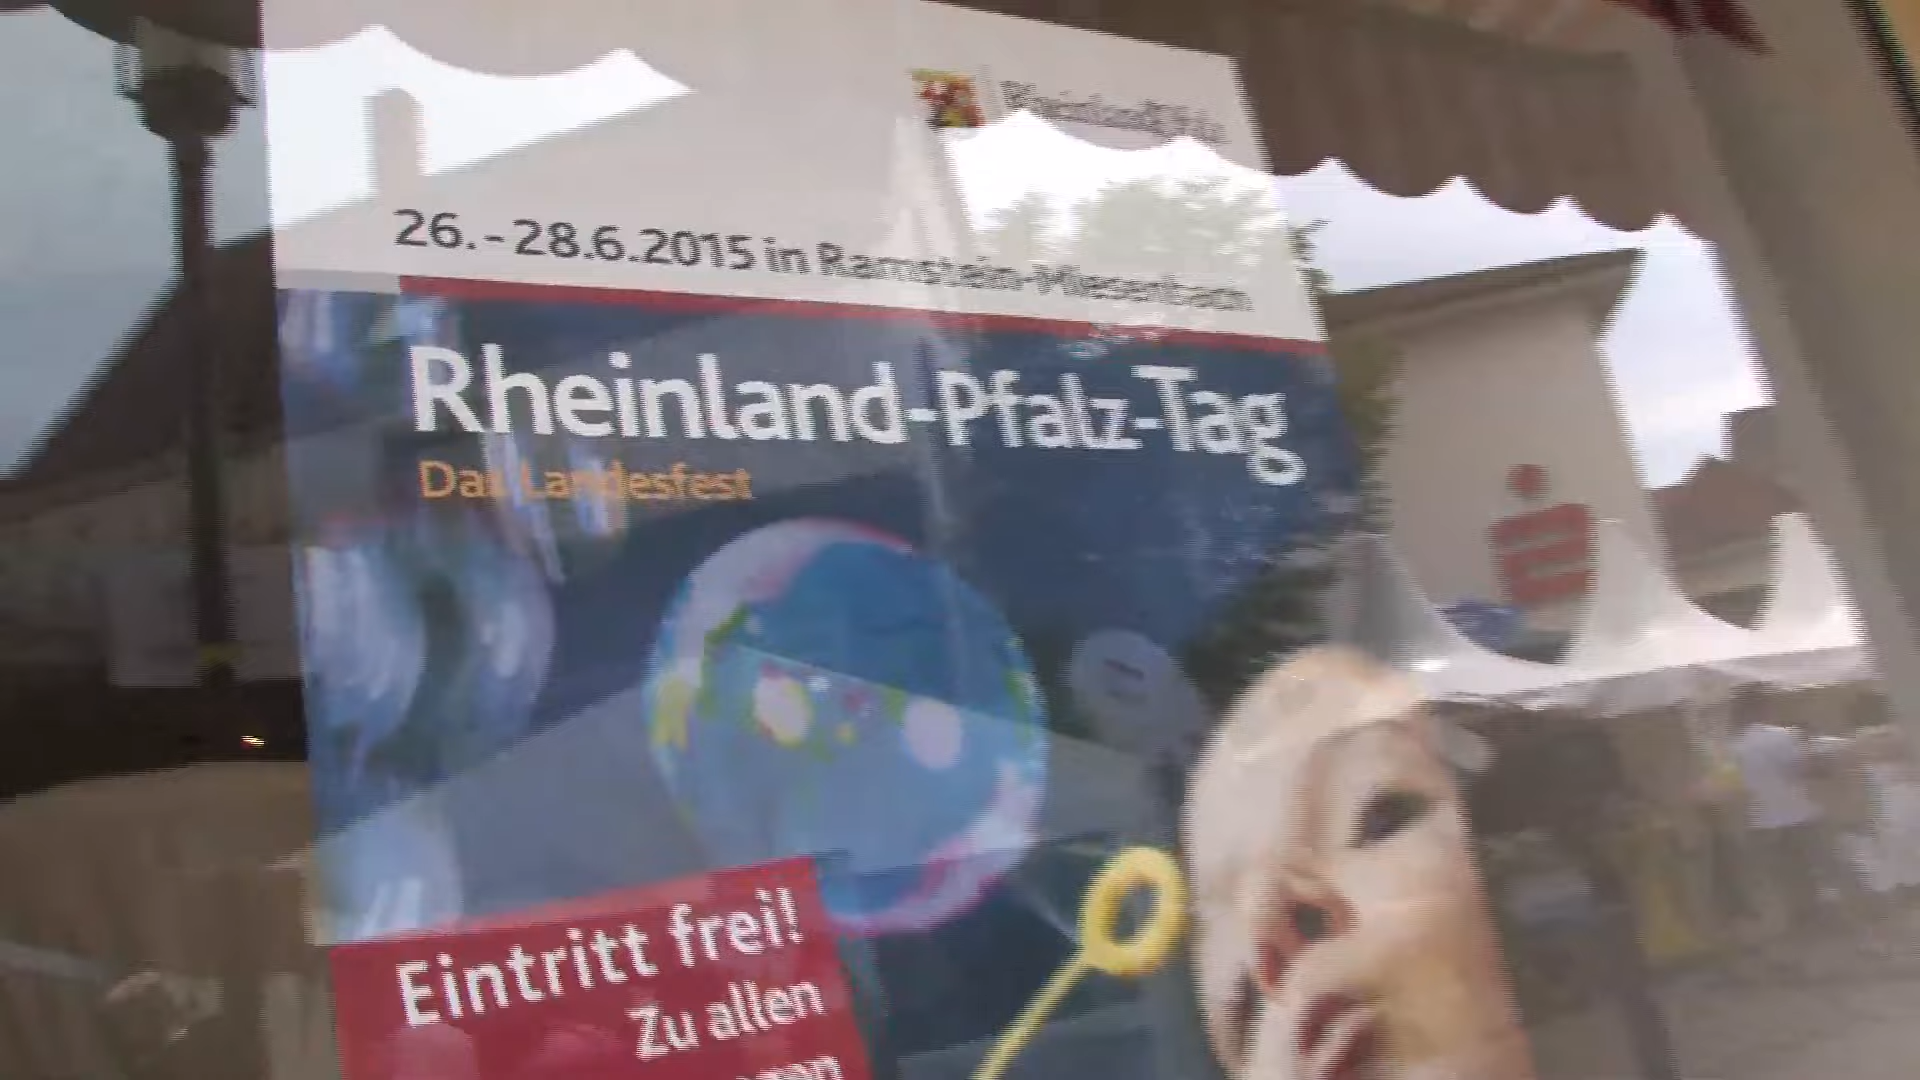 26.-28.6.2015 in Ramstein-Miesenbach
Rheinland-Pfalz-Tag
Das Landesfest
Eintritt frei!
Zu allen